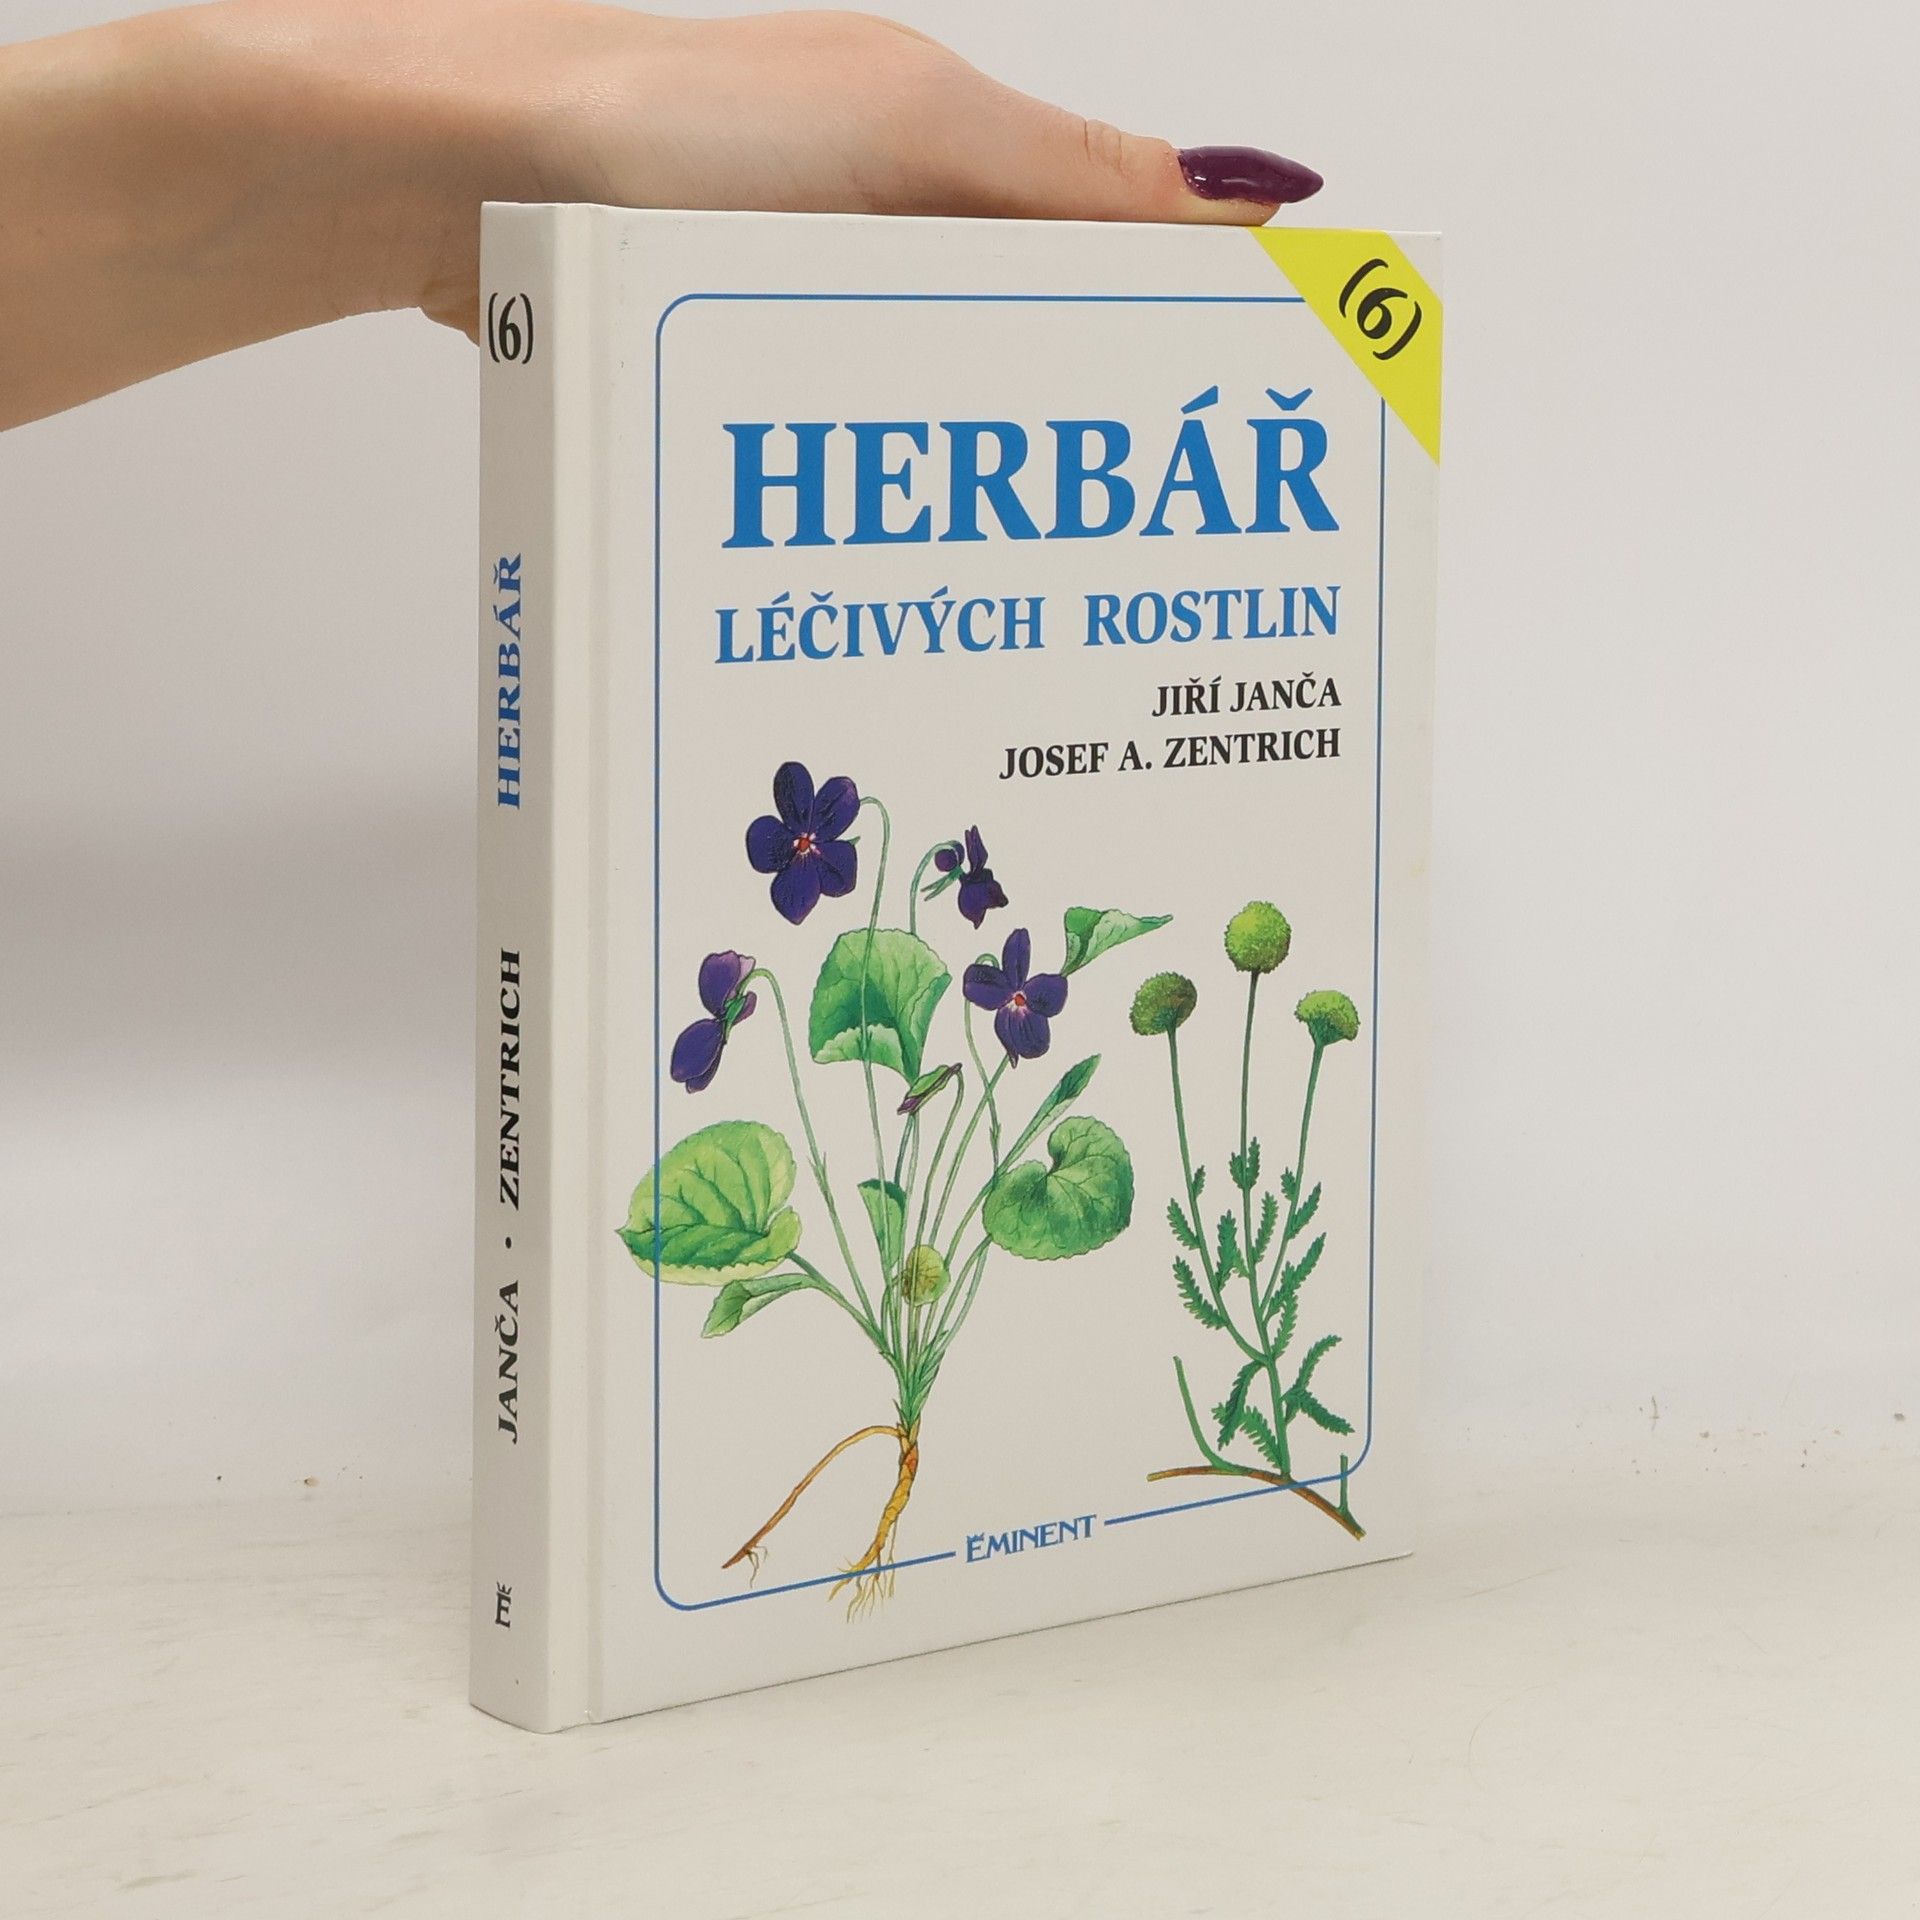 (6)
HERBÁŘ
LÉČIVÝCH ROSTLIN
JIŘÍ JANČA
JOSEF A. ZENTRICH
EMINENT
(6)
JANČA • ZENTRICH HERBÁŘ
E